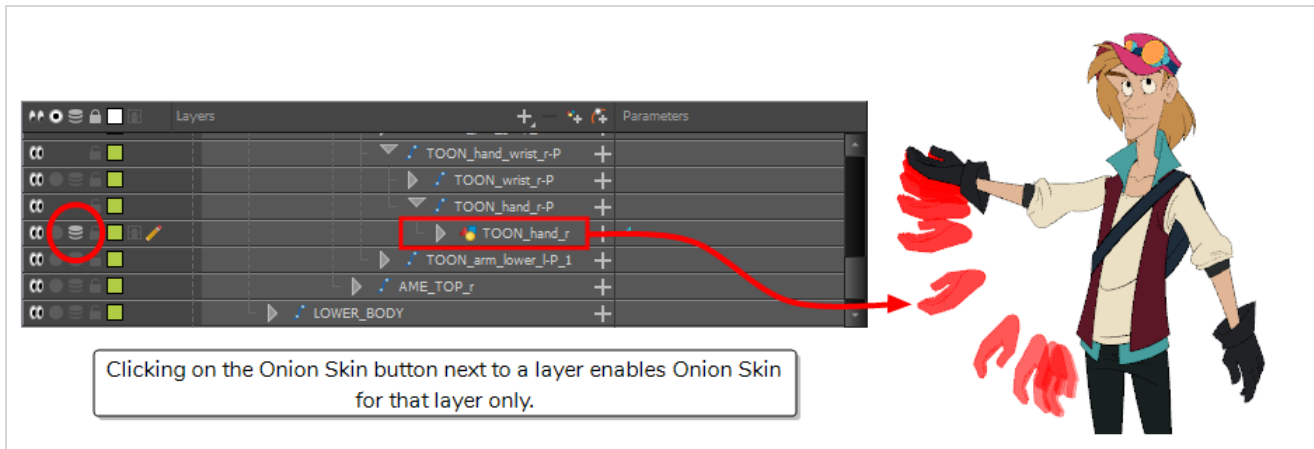 Layers
Parameters
TOON_hand_wrist_r-P
TOON_wrist_r-P
TOON_hand_r-P
TOON_hand_r
TOON_arm_lower_l-P_1
AME_TOP_r
LOWER_BODY
Clicking on the Onion Skin button next to a layer enables Onion Skin
for that layer only.